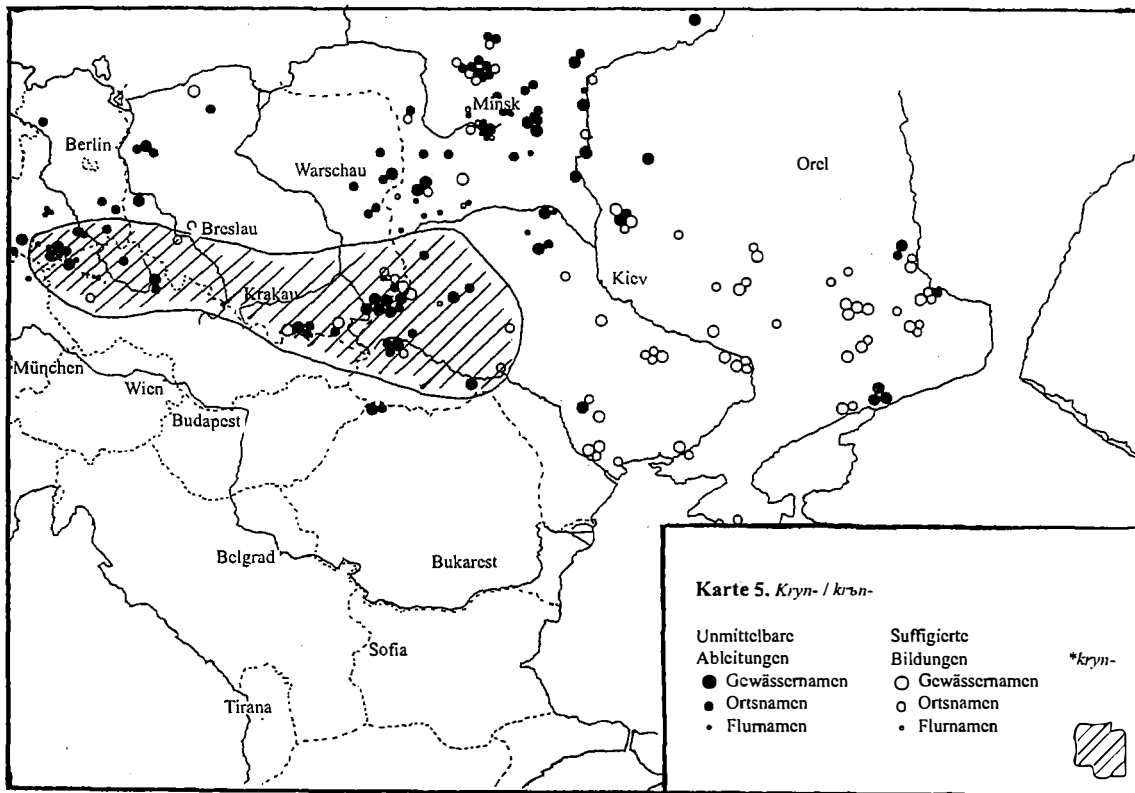 Minsk
Berlin
Warschau
Orel
Breslau
Kiev
Krakau
München
Wien
Budapest
Belgrad
Bukarest
Sofia
Tirana
Karte 5. Kryn- / krъn-
Unmittelbare
Ableitungen
Gewässernamen
Ortsnamen
Flurnamen
Suffigierte
Bildungen
Gewässernamen
Ortsnamen
Flurnamen
*kryn-